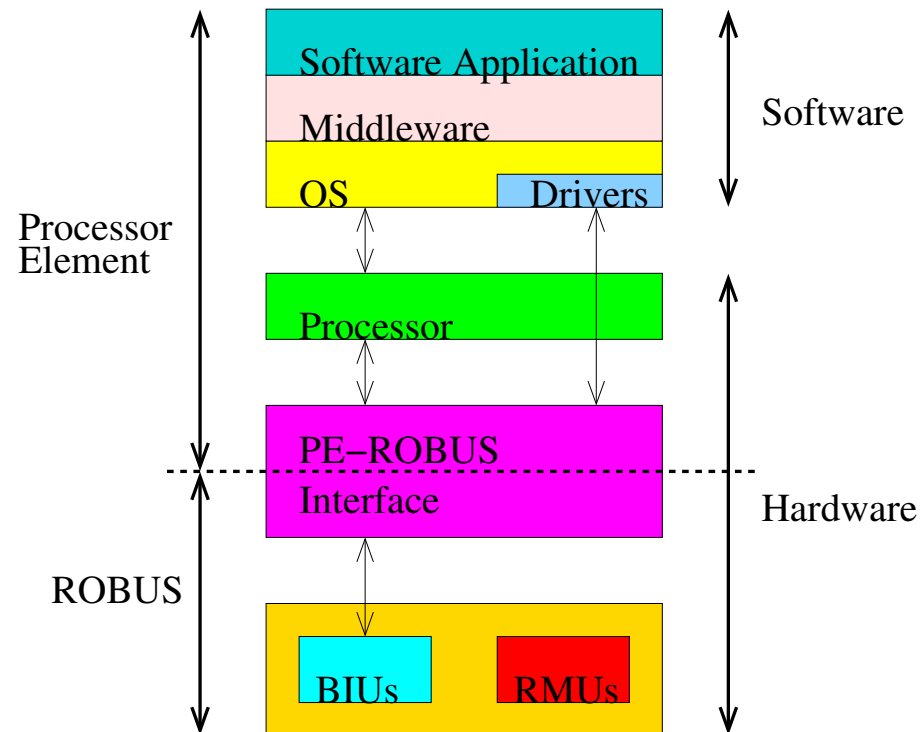 Software Application
Middleware
OS
Drivers
Software
Processor
Element
Processor
PE–ROBUS
Interface
Hardware
ROBUS
BIUs
RMUs